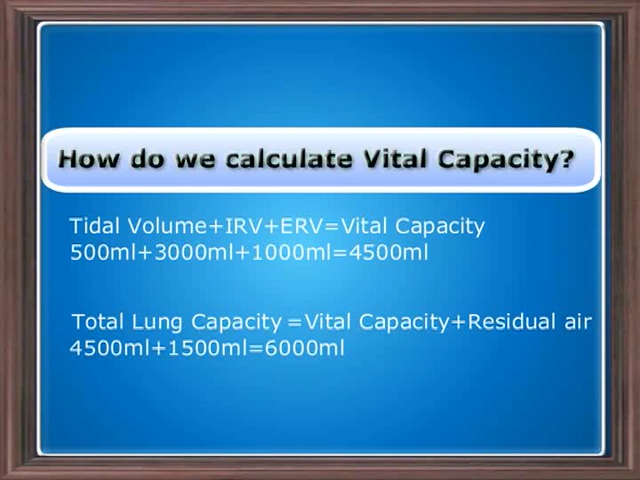 How do we calculate Vital Capacity?
Tidal Volume+IRV+ERV=Vital Capacity
500ml+3000ml+1000ml=4500ml
Total Lung Capacity =Vital Capacity+Residual air
4500ml+1500ml=6000ml